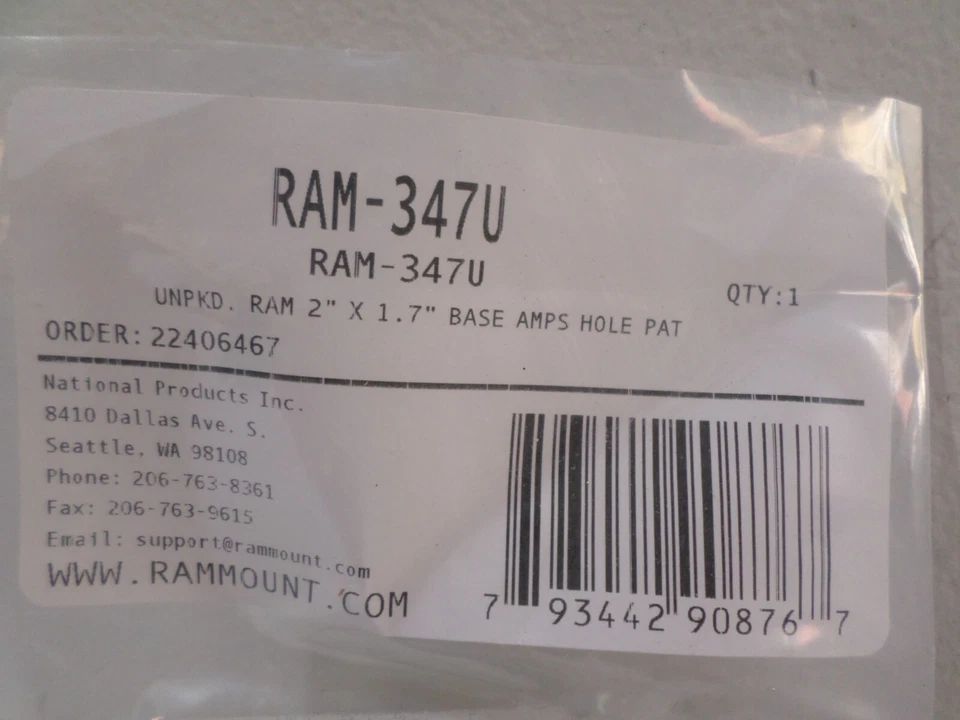 RAM-347U
RAM-347U
QTY:1
UNPKD. RAM 2" X 1.7" BASE AMPS HOLE PAT
ORDER: 22406467
National Products Inc.
8410 Dallas Ave. S.
Seattle, WA 98108
Phone: 206-763-8361
Fax: 206-763-9615
Email: support@rammount.com
WWW.RAMMOUNT.COM
7 93442 90876 7